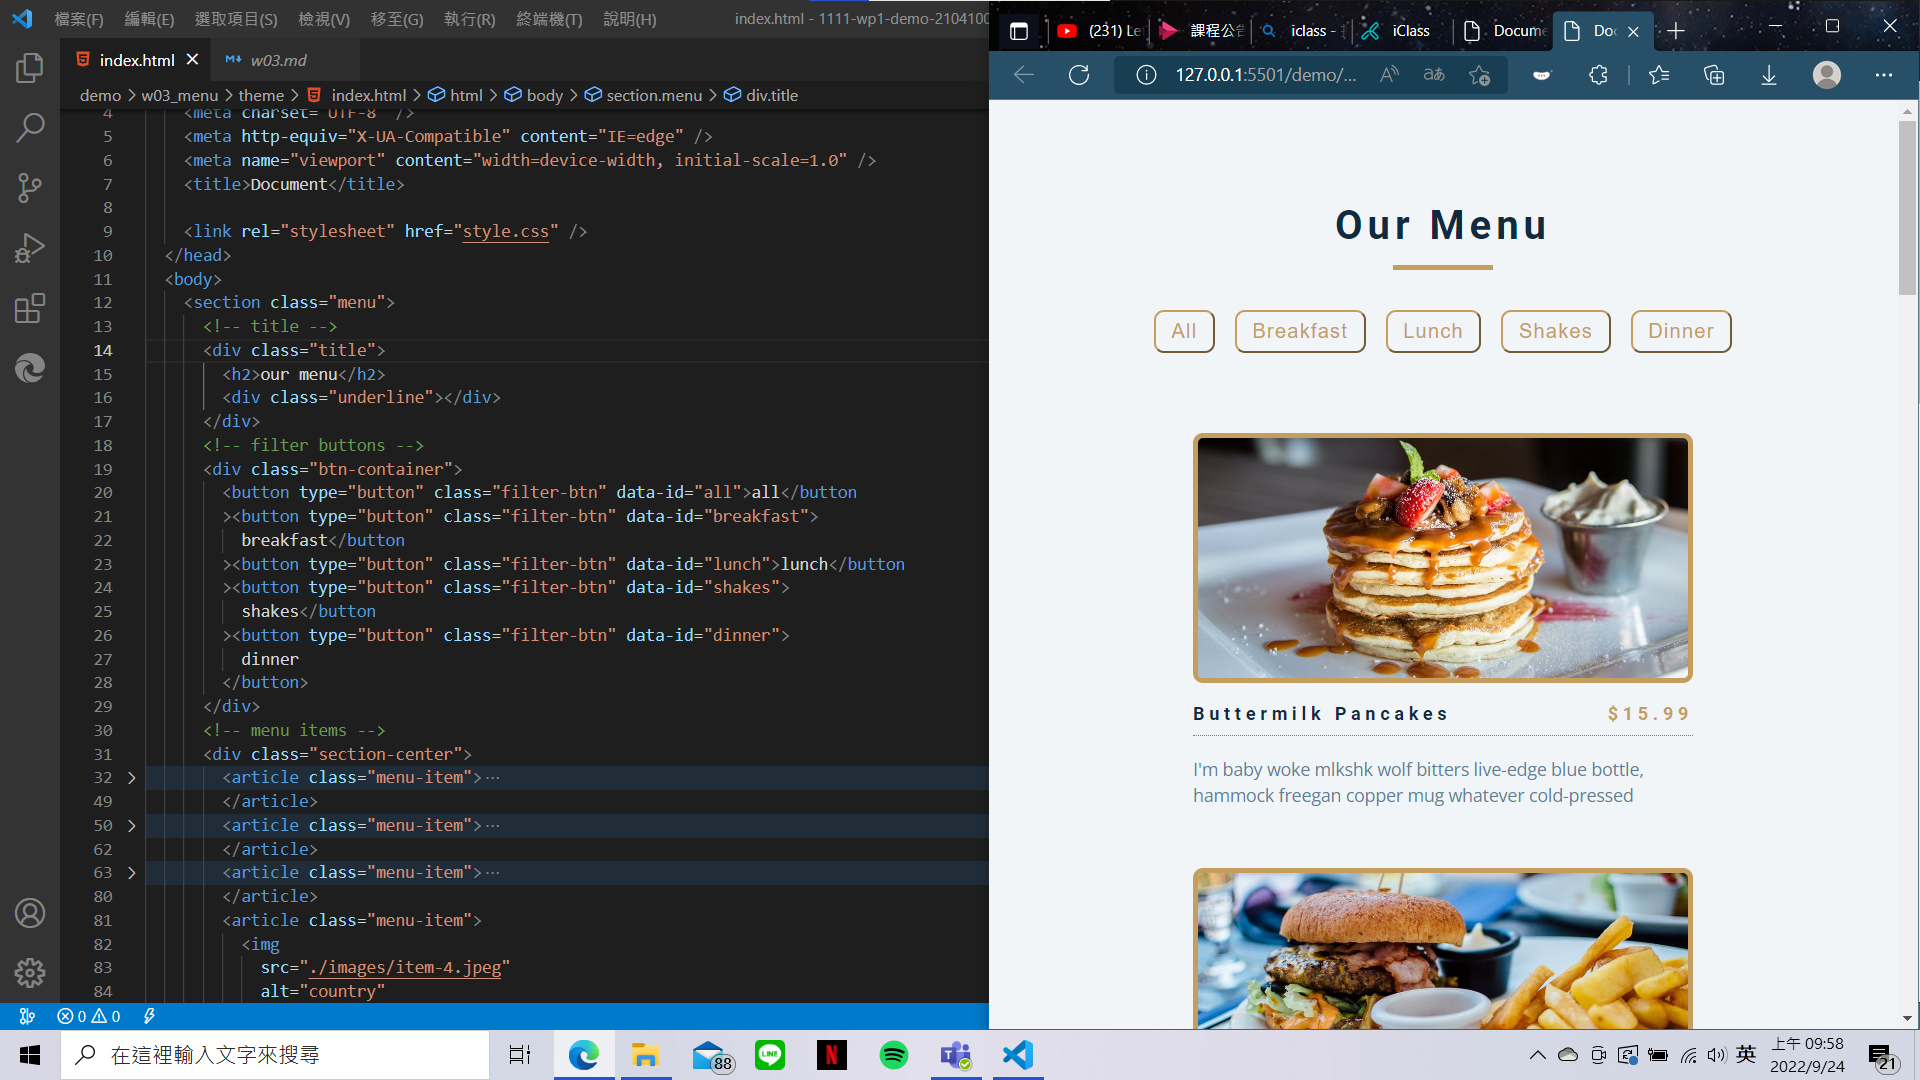 檔案(F) 編輯(E) 選取項目(S) 檢視(V) 移至(G) 執行(R) 終端機(T) 說明(H) index.html - 1111-wp1-demo-2104100
index.html w03.md
demo > w03_menu > theme > index.html > html > body > section.menu > div.title
4 <meta charset="UTF-8" />
5 <meta http-equiv="X-UA-Compatible" content="IE=edge" />
6 <meta name="viewport" content="width=device-width, initial-scale=1.0" />
7 <title>Document</title>
8
9 <link rel="stylesheet" href="style.css" />
10 </head>
11 <body>
12 <section class="menu">
13 <!-- title -->
14 <div class="title">
15 <h2>our menu</h2>
16 <div class="underline"></div>
17 </div>
18 <!-- filter buttons -->
19 <div class="btn-container">
20 <button type="button" class="filter-btn" data-id="all">all</button
21 ><button type="button" class="filter-btn" data-id="breakfast">
22 breakfast</button
23 ><button type="button" class="filter-btn" data-id="lunch">lunch</button
24 ><button type="button" class="filter-btn" data-id="shakes">
25 shakes</button
26 ><button type="button" class="filter-btn" data-id="dinner">
27 dinner
28 </button>
29 </div>
30 <!-- menu items -->
31 <div class="section-center">
32 <article class="menu-item">···
49 </article>
50 <article class="menu-item">···
62 </article>
63 <article class="menu-item">···
80 </article>
81 <article class="menu-item">
82 <img
83 src="./images/item-4.jpeg"
84 alt="country"
0 0
(231) Le 課程公告 iclass - iClass Docume Doc
127.0.0.1:5501/demo/...
Our Menu
All Breakfast Lunch Shakes Dinner
Buttermilk Pancakes $15.99
I'm baby woke mlkshk wolf bitters live-edge blue bottle,
hammock freegan copper mug whatever cold-pressed
在這裡輸入文字來搜尋
88
LINE
N
英
上午 09:58
2022/9/24
21